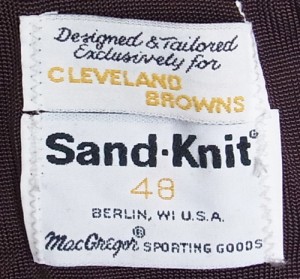 Designed & Tailored
Exclusively for
CLEVELAND
BROWNS
Sand·Knit®
48
BERLIN, WI U.S.A.
MacGregor® SPORTING GOODS